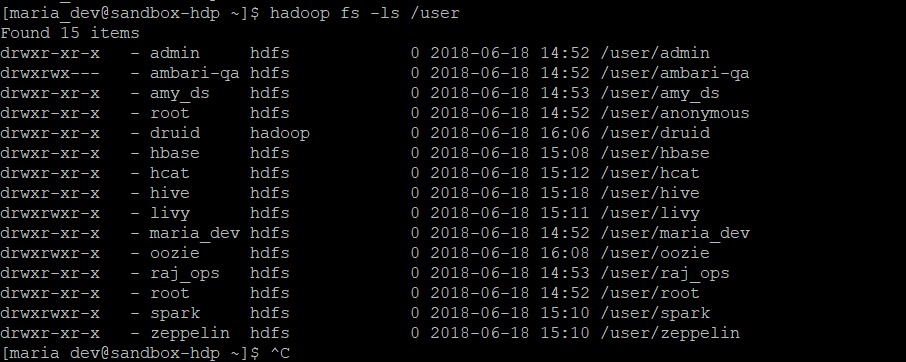 [maria_dev@sandbox-hdp ~]$ hadoop fs -ls /user
Found 15 items
drwxr-xr-x   - admin     hdfs            0 2018-06-18 14:52 /user/admin
drwxrwx---   - ambari-qa hdfs            0 2018-06-18 14:52 /user/ambari-qa
drwxr-xr-x   - amy_ds    hdfs            0 2018-06-18 14:53 /user/amy_ds
drwxr-xr-x   - root      hdfs            0 2018-06-18 14:52 /user/anonymous
drwxr-xr-x   - druid     hadoop          0 2018-06-18 16:06 /user/druid
drwxr-xr-x   - hbase     hdfs            0 2018-06-18 15:08 /user/hbase
drwxr-xr-x   - hcat      hdfs            0 2018-06-18 15:12 /user/hcat
drwxr-xr-x   - hive      hdfs            0 2018-06-18 15:18 /user/hive
drwxrwxr-x   - livy      hdfs            0 2018-06-18 15:11 /user/livy
drwxr-xr-x   - maria_dev hdfs            0 2018-06-18 14:52 /user/maria_dev
drwxrwxr-x   - oozie     hdfs            0 2018-06-18 16:08 /user/oozie
drwxr-xr-x   - raj_ops   hdfs            0 2018-06-18 14:53 /user/raj_ops
drwxr-xr-x   - root      hdfs            0 2018-06-18 14:52 /user/root
drwxrwxr-x   - spark     hdfs            0 2018-06-18 15:10 /user/spark
drwxr-xr-x   - zeppelin  hdfs            0 2018-06-18 15:10 /user/zeppelin
[maria_dev@sandbox-hdp ~]$ ^C